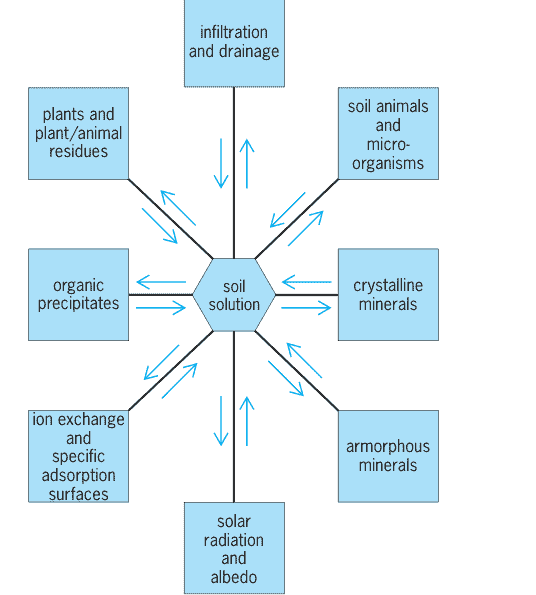 infiltration
and drainage
plants and
plant/animal
residues
soil animals
and
micro-
organisms
organic
precipitates
soil
solution
crystalline
minerals
ion exchange
and
specific
adsorption
surfaces
armorphous
minerals
solar
radiation
and
albedo